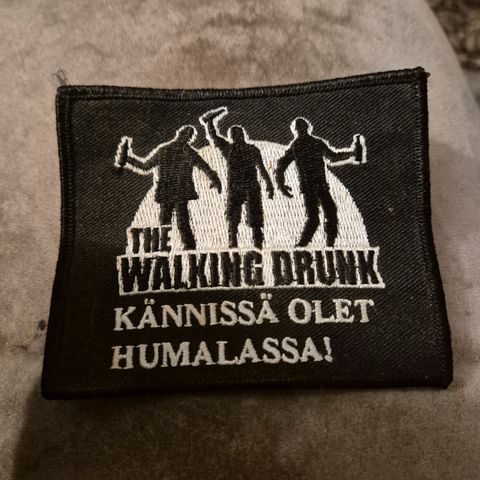 THE
WALKING DRUNK
KÄNNISSÄ OLET
HUMALASSA!